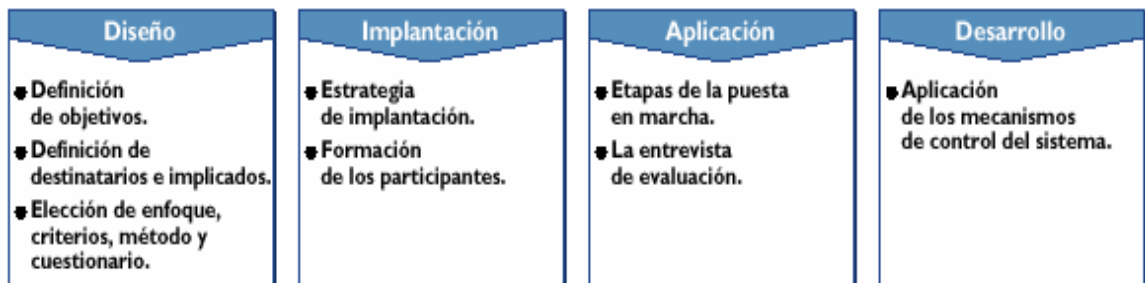 Diseño
• Definición
de objetivos.
• Definición de
destinatarios e implicados.
• Elección de enfoque,
criterios, método y
cuestionario.
Implantación
• Estrategia
de implantación.
• Formación
de los participantes.
Aplicación
• Etapas de la puesta
en marcha.
• La entrevista
de evaluación.
Desarrollo
• Aplicación
de los mecanismos
de control del sistema.